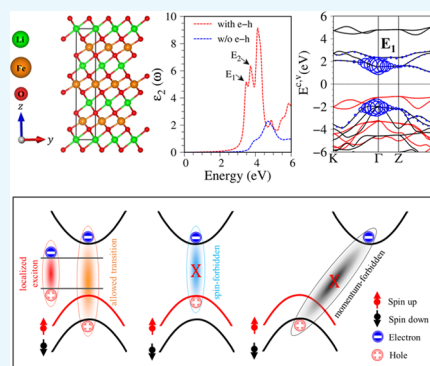 Li
Fe
O
z
y
ε₂ (ω)
10
8
6
4
2
0
with e–h
w/o e–h
E₂
E₁
0 2 4 6
Energy (eV)
E^c,v (eV)
6
4
2
0
−2
−4
−6
E₁
K Γ Z
localized
exciton
allowed transition
spin-forbidden
X
momentum-forbidden
X
Spin up
Spin down
Electron
Hole